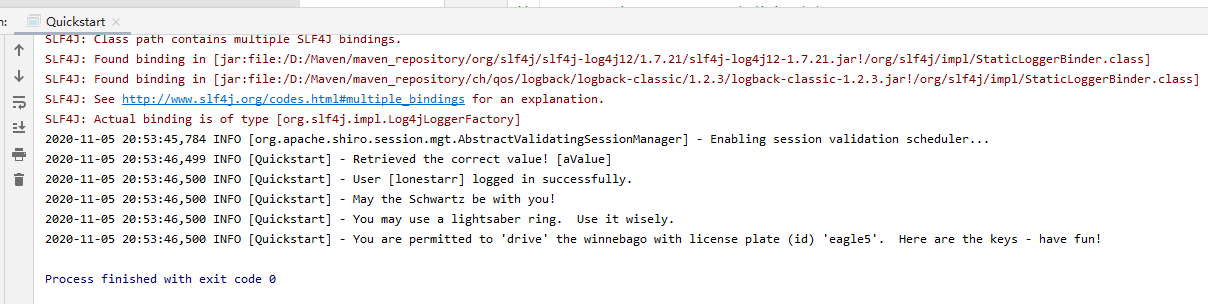 n:
Quickstart
SLF4J: Class path contains multiple SLF4J bindings.
SLF4J: Found binding in [jar:file:/D:/Maven/maven_repository/org/slf4j/slf4j-log4j12/1.7.21/slf4j-log4j12-1.7.21.jar!/org/slf4j/impl/StaticLoggerBinder.class]
SLF4J: Found binding in [jar:file:/D:/Maven/maven_repository/ch/qos/logback/logback-classic/1.2.3/logback-classic-1.2.3.jar!/org/slf4j/impl/StaticLoggerBinder.class]
SLF4J: See http://www.slf4j.org/codes.html#multiple_bindings for an explanation.
SLF4J: Actual binding is of type [org.slf4j.impl.Log4jLoggerFactory]
2020-11-05 20:53:45,784 INFO [org.apache.shiro.session.mgt.AbstractValidatingSessionManager] - Enabling session validation scheduler...
2020-11-05 20:53:46,499 INFO [Quickstart] - Retrieved the correct value! [aValue]
2020-11-05 20:53:46,500 INFO [Quickstart] - User [lonestarr] logged in successfully.
2020-11-05 20:53:46,500 INFO [Quickstart] - May the Schwartz be with you!
2020-11-05 20:53:46,500 INFO [Quickstart] - You may use a lightsaber ring.  Use it wisely.
2020-11-05 20:53:46,500 INFO [Quickstart] - You are permitted to 'drive' the winnebago with license plate (id) 'eagle5'.  Here are the keys - have fun!
Process finished with exit code 0